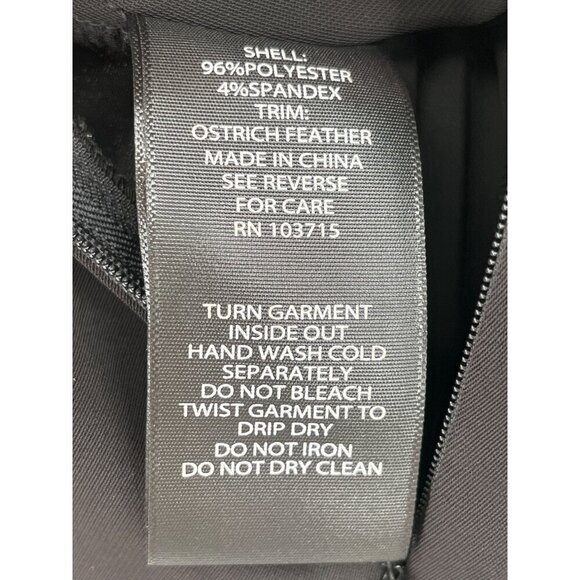 SHELL:
96%POLYESTER
4%SPANDEX
TRIM:
OSTRICH FEATHER
MADE IN CHINA
SEE REVERSE
FOR CARE
RN 103715
TURN GARMENT
INSIDE OUT
HAND WASH COLD
SEPARATELY
DO NOT BLEACH
TWIST GARMENT TO
DRIP DRY
DO NOT IRON
DO NOT DRY CLEAN